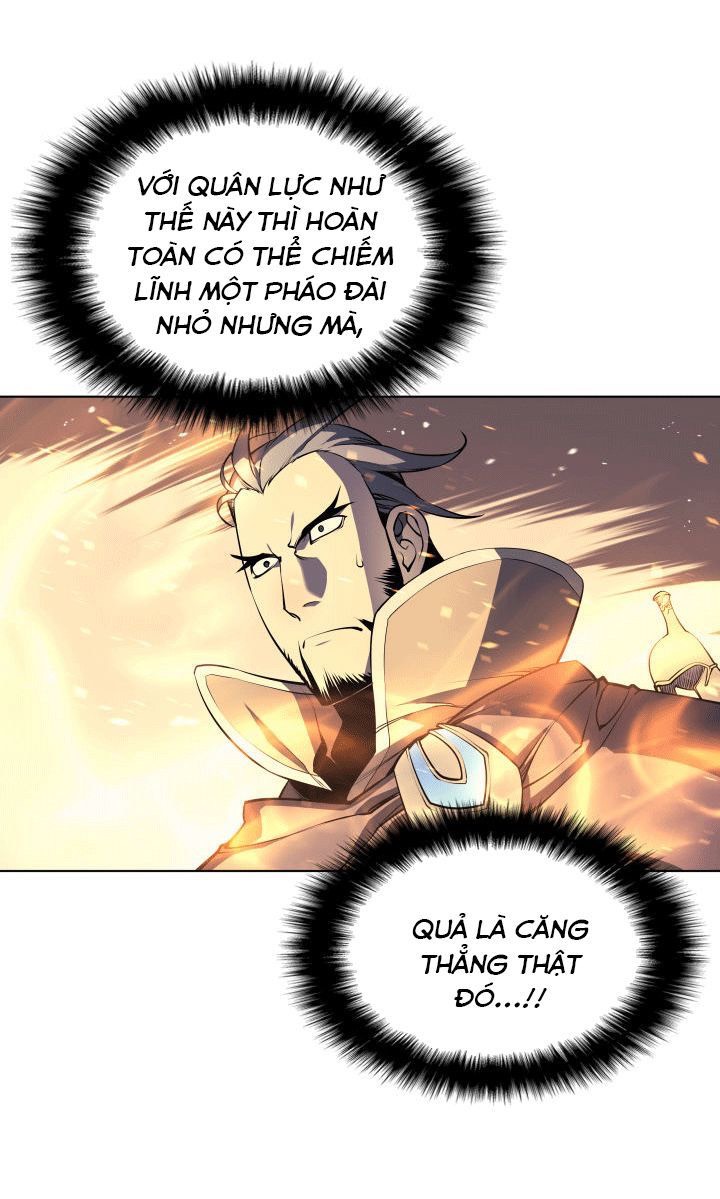 VỚI QUÂN LỰC NHƯ
THẾ NÀY THÌ HOÀN
TOÀN CÓ THỂ CHIẾM
LĨNH MỘT PHÁO ĐÀI
NHỎ NHƯNG MÀ,
QUẢ LÀ CĂNG
THẲNG THẬT
ĐÓ...!!